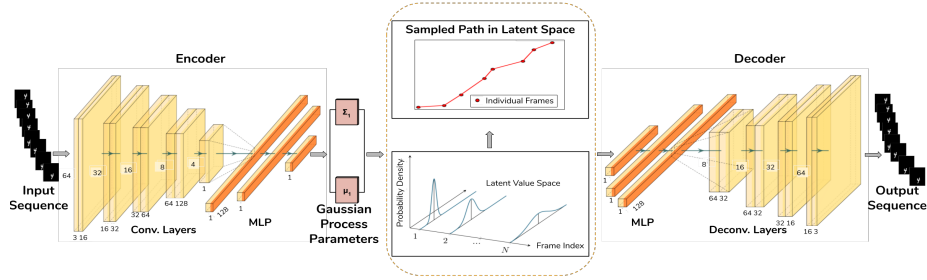 Encoder
Input
Sequence
64
3 16
32
16 32
16
32 64
8
64 128
4
1
Conv. Layers
1
128
1
1
MLP
Σ₁
μ₁
Gaussian
Process
Parameters
Sampled Path in Latent Space
Individual Frames
Probability Density
Latent Value Space
1
2
...
N
Frame Index
Decoder
1
1
1
128
MLP
8
64 32
16
64 32
32
16 32
64
16 3
Deconv. Layers
Output
Sequence